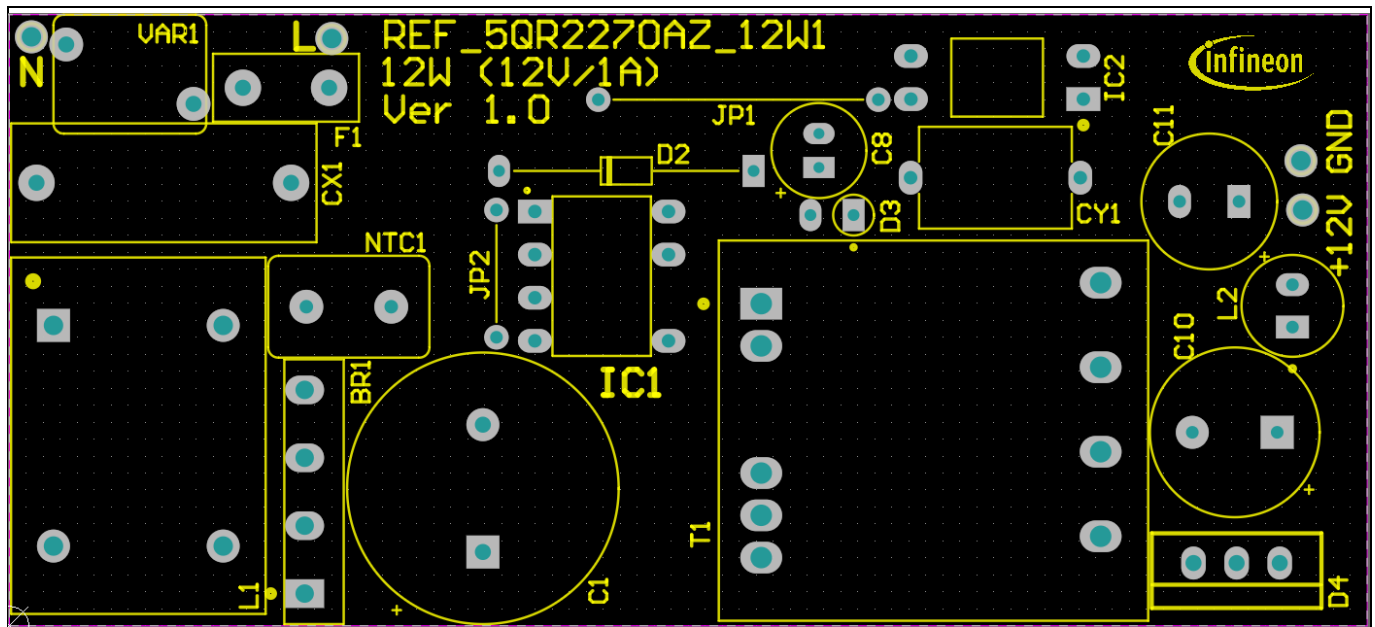 VAR1
L
N
REF_5QR2270AZ_12W1
12W (12V/1A)
Ver 1.0
F1
CX1
D2
JP1
C8
IC2
infineon
C11
GND
+12V
D3
CY1
NTC1
JP2
IC1
BR1
L2
C10
L1
C1
T1
D4
+
+
+
+